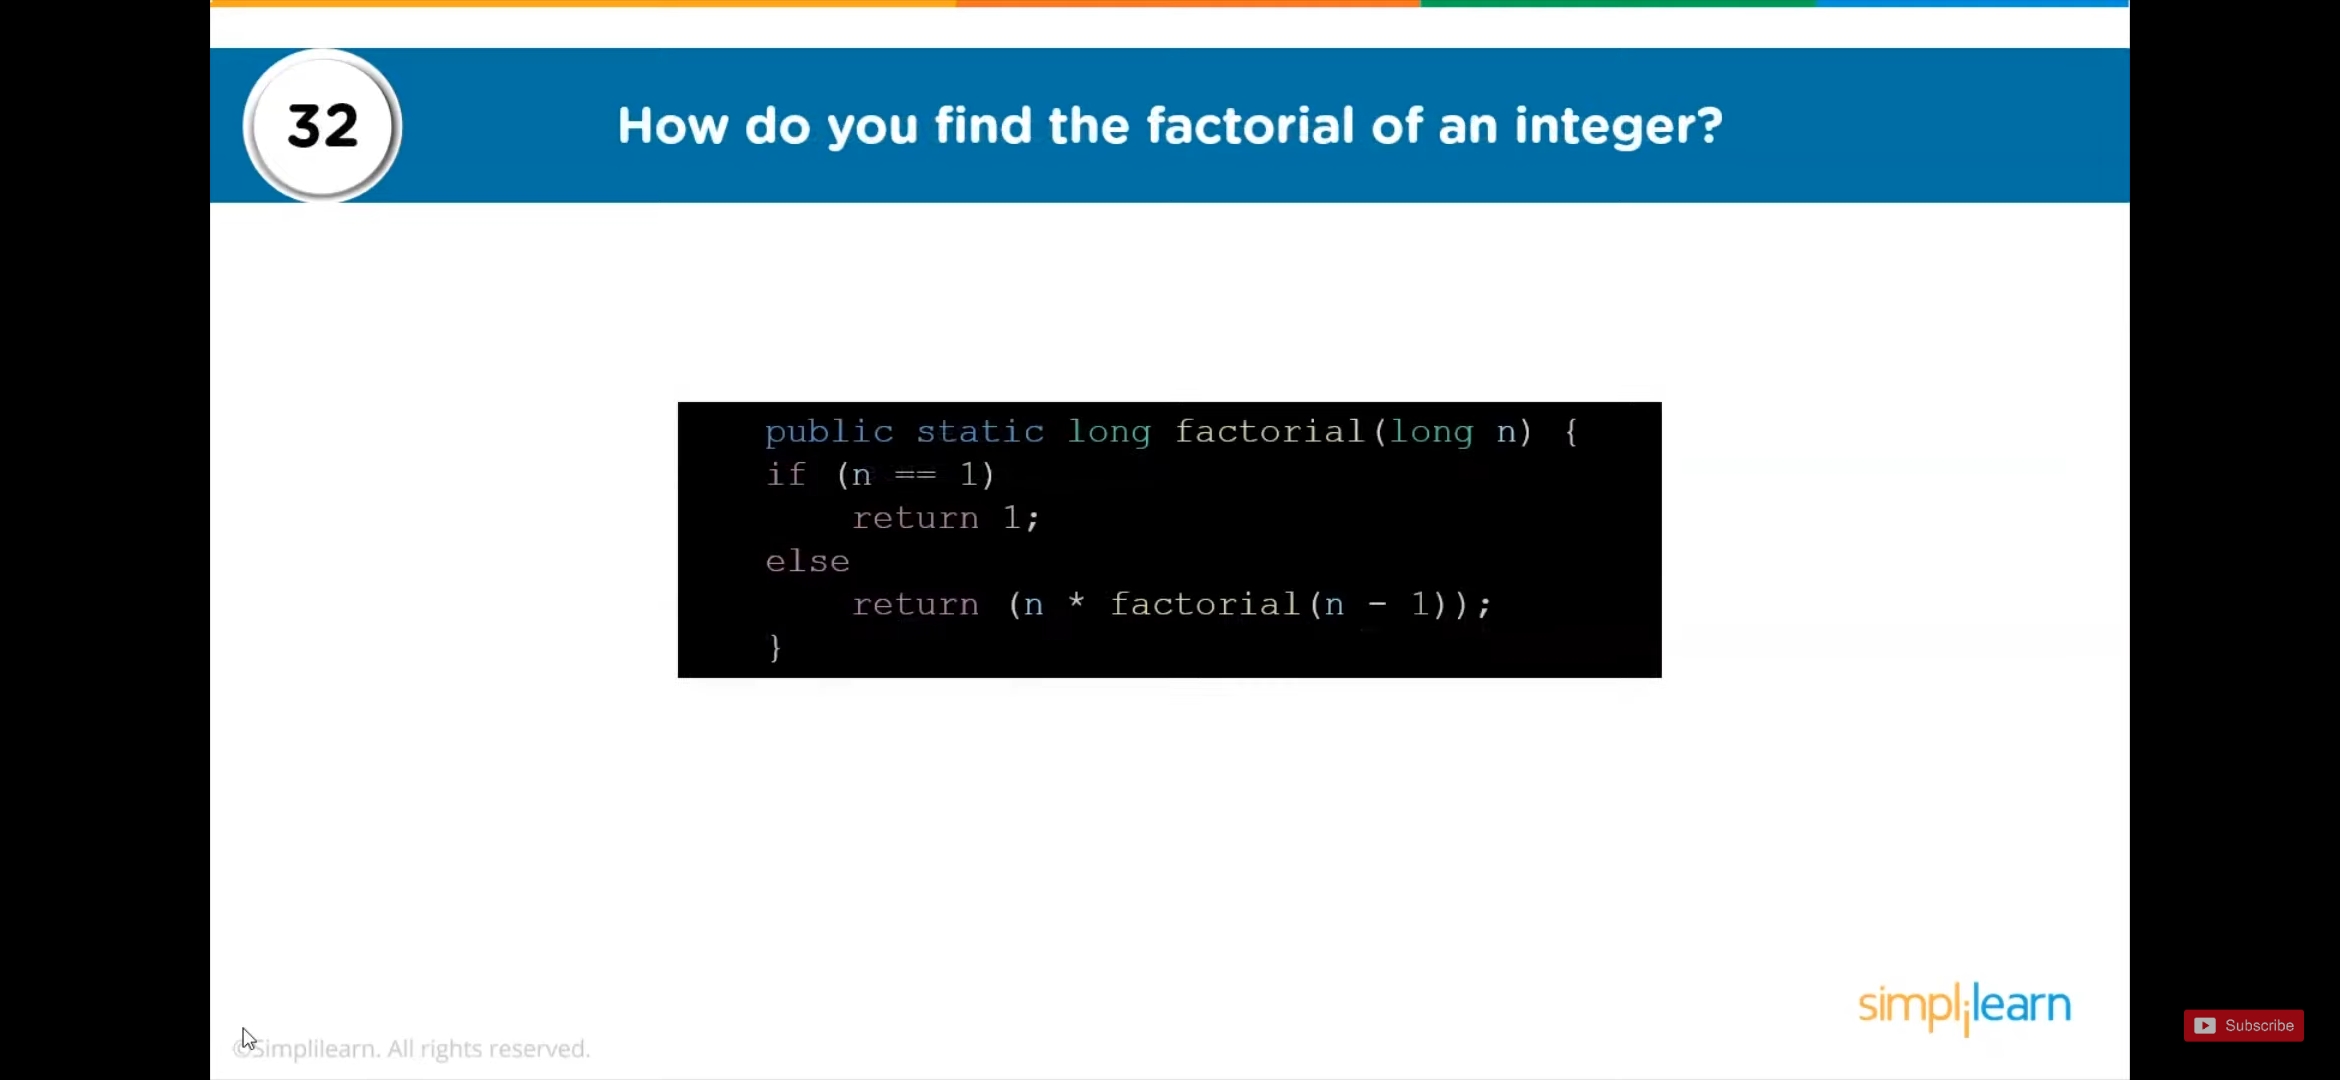 32
How do you find the factorial of an integer?
public static long factorial(long n) {
if (n == 1)
return 1;
else
return (n * factorial(n - 1));
}
simplilearn
Subscribe
©Simplilearn. All rights reserved.